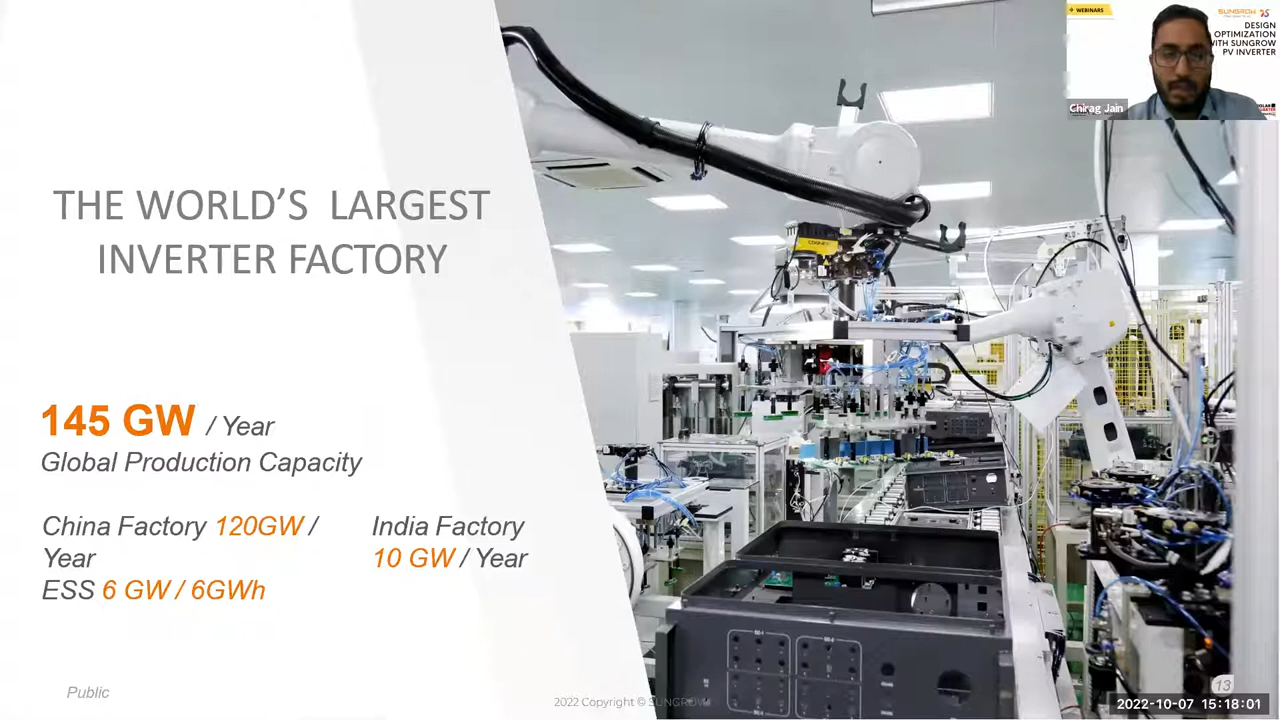 WEBINARS
SUNGROW
DESIGN
OPTIMIZATION
WITH SUNGROW
PV INVERTER
Chirag Jain
THE WORLD’S LARGEST
INVERTER FACTORY
145 GW / Year
Global Production Capacity
China Factory 120GW /
Year
ESS 6 GW / 6GWh
India Factory
10 GW / Year
Public
2022 Copyright © SUNGROW
13
2022-10-07 15:18:01